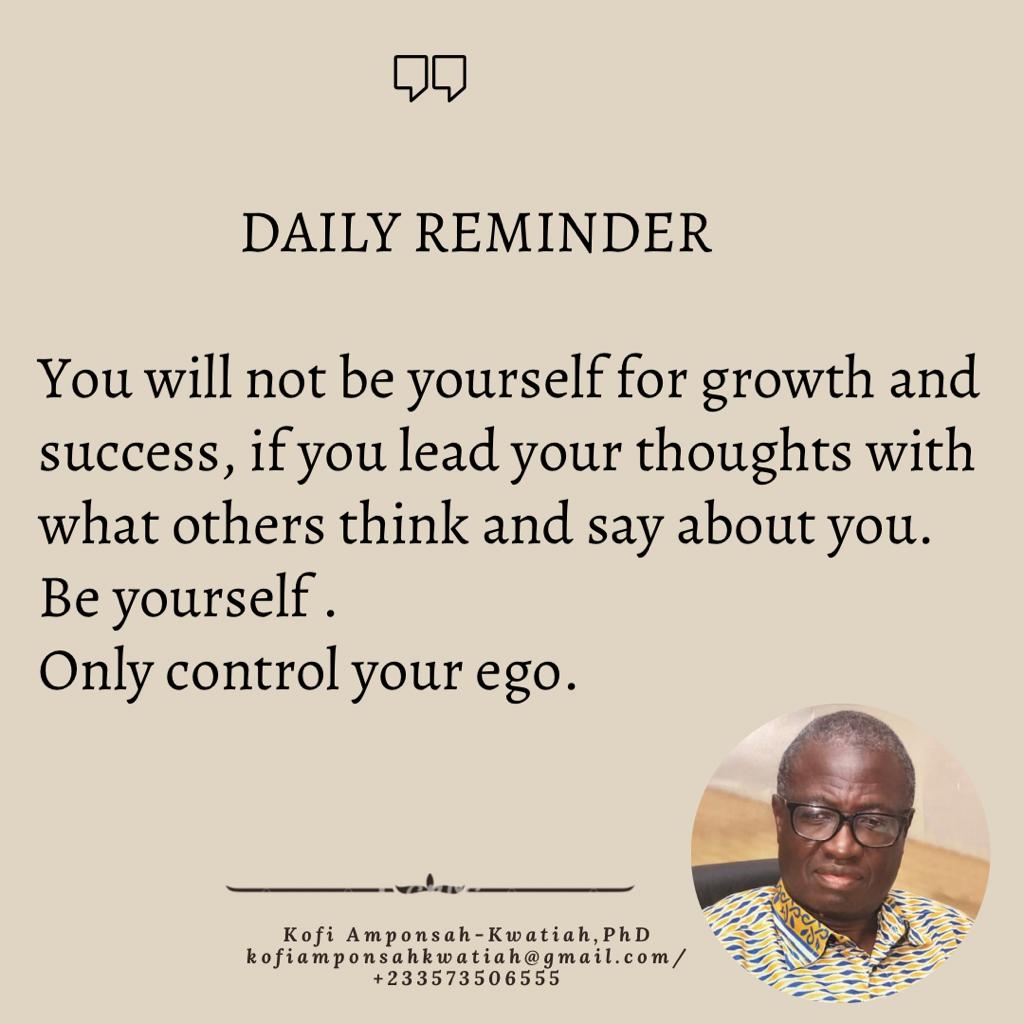 DAILY REMINDER
You will not be yourself for growth and
success, if you lead your thoughts with
what others think and say about you.
Be yourself .
Only control your ego.
Kofi Amponsah-Kwatiah,PhD
kofiamponsahkwatiah@gmail.com/
+233573506555